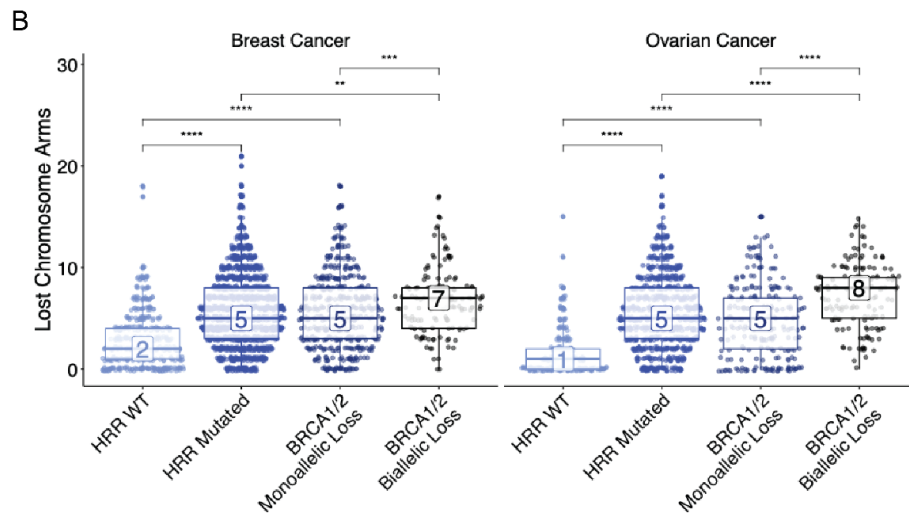 B
Breast Cancer
Ovarian Cancer
Lost Chromosome Arms
30
20
10
0
***
**
****
****
****
****
****
****
2
5
5
7
1
5
5
8
HRR WT
HRR Mutated
BRCA1/2
Monoallelic Loss
BRCA1/2
Biallelic Loss
HRR WT
HRR Mutated
BRCA1/2
Monoallelic Loss
BRCA1/2
Biallelic Loss